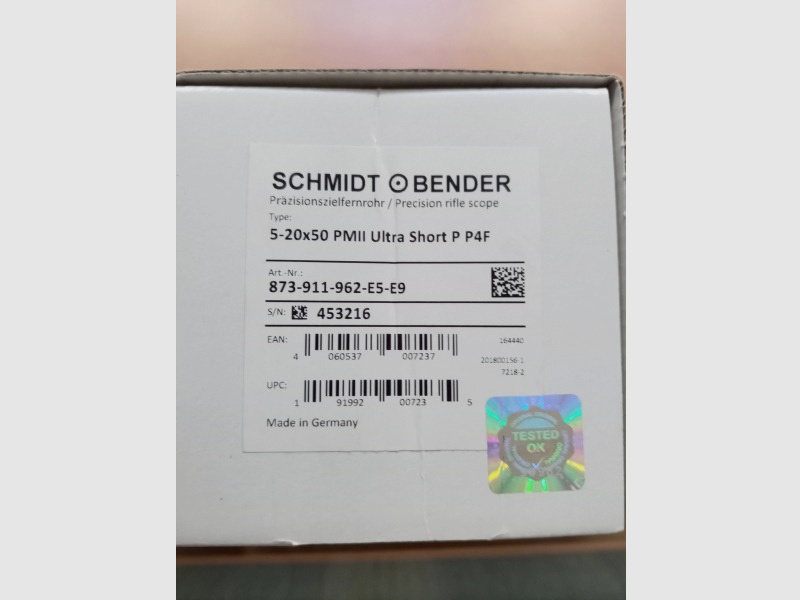 SCHMIDT BENDER
Präzisionszielfernrohr / Precision rifle scope
Type:
5-20x50 PMII Ultra Short P P4F
Art.-Nr.:
873-911-962-E5-E9
S/N: 453216
EAN:
4 060537 007237
164440
201800156-1
7218-2
UPC:
1 91992 00723 5
Made in Germany
TESTED
OK